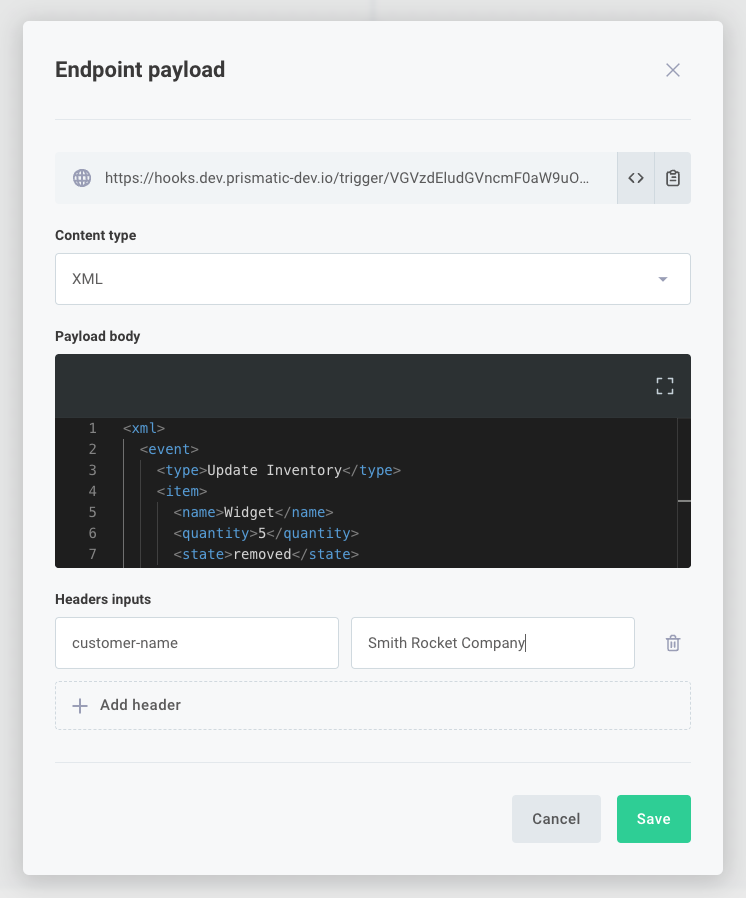 Endpoint payload
https://hooks.dev.prismatic-dev.io/trigger/VGVzdEludGVncmF0aW9uO...
Content type
XML
Payload body
1 <xml>
2 <event>
3 <type>Update Inventory</type>
4 <item>
5 <name>Widget</name>
6 <quantity>5</quantity>
7 <state>removed</state>
Headers inputs
customer-name Smith Rocket Company
Add header
Cancel Save